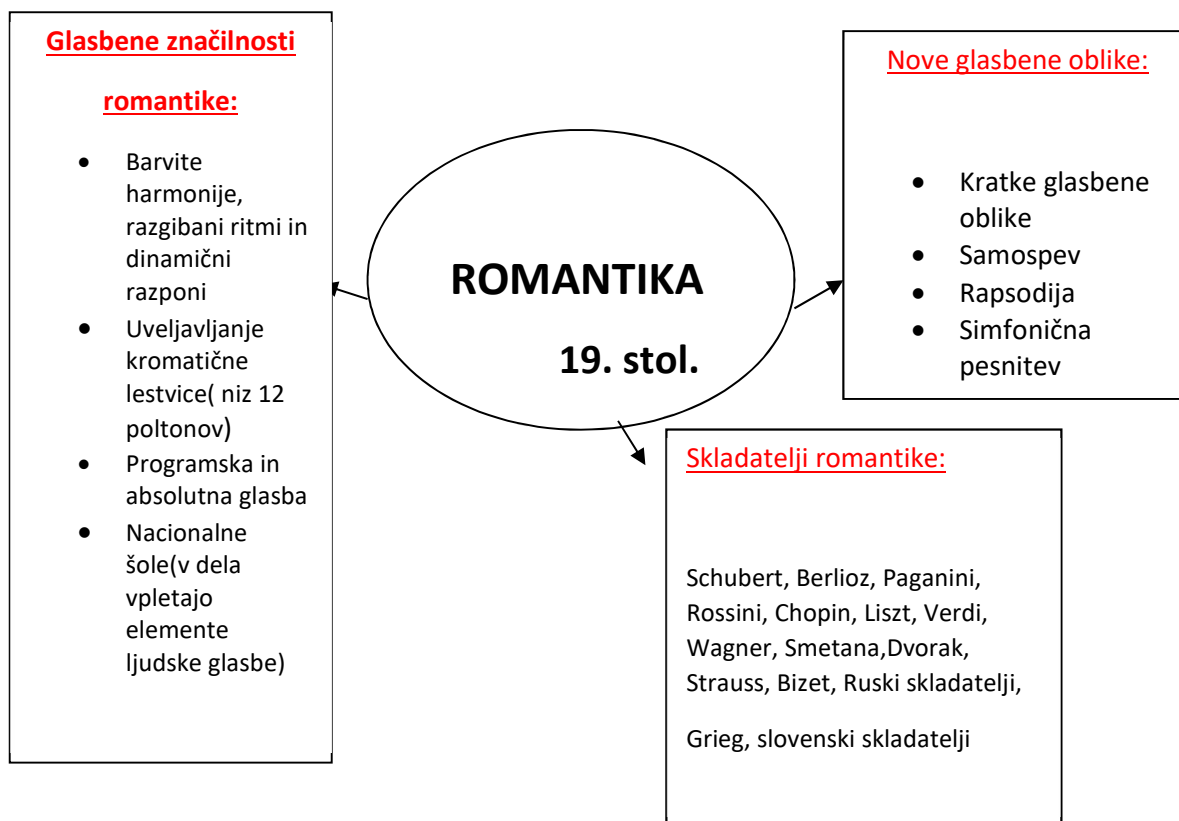 Glasbene značilnosti
romantike:
• Barvite
harmonije,
razgibani ritmi in
dinamični
razponi
• Uveljavljanje
kromatične
lestvice( niz 12
poltonov)
• Programska in
absolutna glasba
• Nacionalne
šole(v dela
vpletajo
elemente
ljudske glasbe)
ROMANTIKA
19. stol.
Nove glasbene oblike:
• Kratke glasbene
oblike
• Samospev
• Rapsodija
• Simfonična
pesnitev
Skladatelji romantike:
Schubert, Berlioz, Paganini,
Rossini, Chopin, Liszt, Verdi,
Wagner, Smetana,Dvorak,
Strauss, Bizet, Ruski skladatelji,
Grieg, slovenski skladatelji